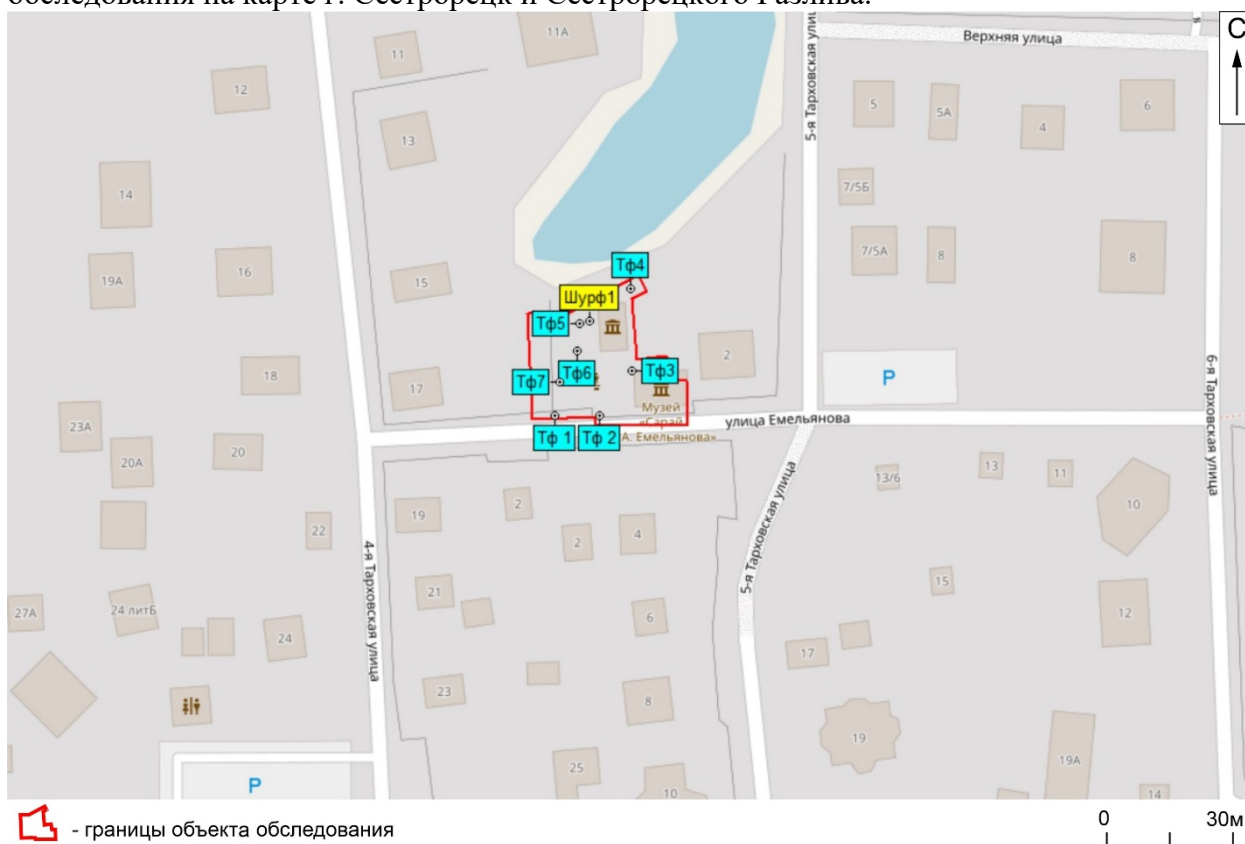 обследования на карте г. Сестрорецк и Сестрорецкого Разлива.
11А
11
5-я Тарховская улица
Верхняя улица
С
12
13
5
5А
4
6
14
7/5Б
19А
16
15
Тф4
7/5А
8
8
Шурф1
Тф5
2
18
17
Тф7
Тф6
Тф3
P
6-я Тарховская улица
Музей
«Сарай
А. Емельянова»
улица Емельянова
23А
20А
20
Тф 1
Тф 2
13/6
13
11
10
22
19
2
2
4
4-я Тарховская улица
5-я Тарховская улица
27А
24 литБ
24
21
6
15
12
17
23
8
19
19А
P
25
10
14
- границы объекта обследования
0
30м